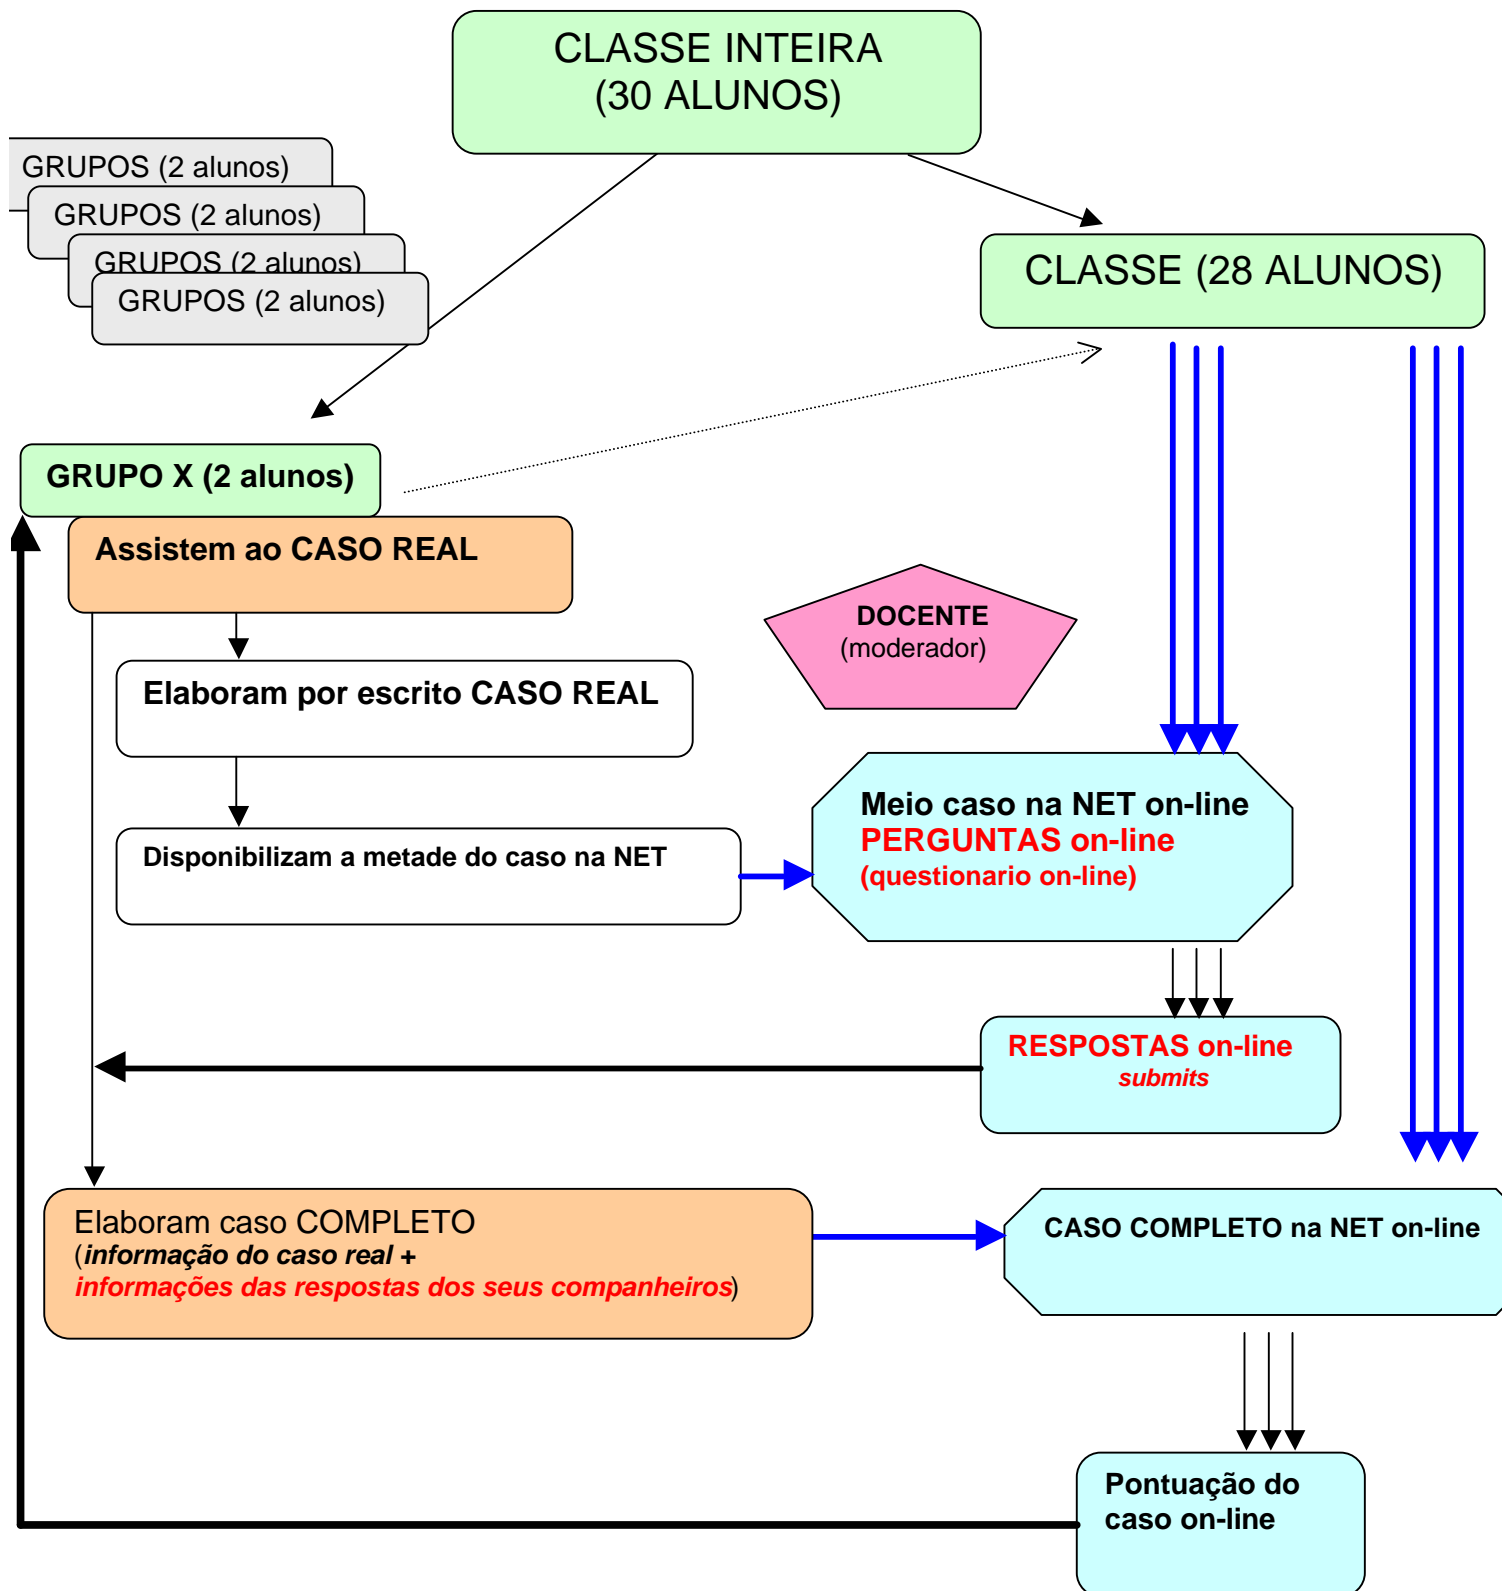 CLASSE INTEIRA
(30 ALUNOS)
GRUPOS (2 alunos)
GRUPOS (2 alunos)
GRUPOS (2 alunos)
GRUPOS (2 alunos)
CLASSE (28 ALUNOS)
GRUPO X (2 alunos)
Assistem ao CASO REAL
DOCENTE
(moderador)
Elaboram por escrito CASO REAL
Meio caso na NET on-line
PERGUNTAS on-line
(questionario on-line)
Disponibilizam a metade do caso na NET
RESPOSTAS on-line
submits
Elaboram caso COMPLETO
(informação do caso real +
informações das respostas dos seus companheiros)
CASO COMPLETO na NET on-line
Pontuação do
caso on-line